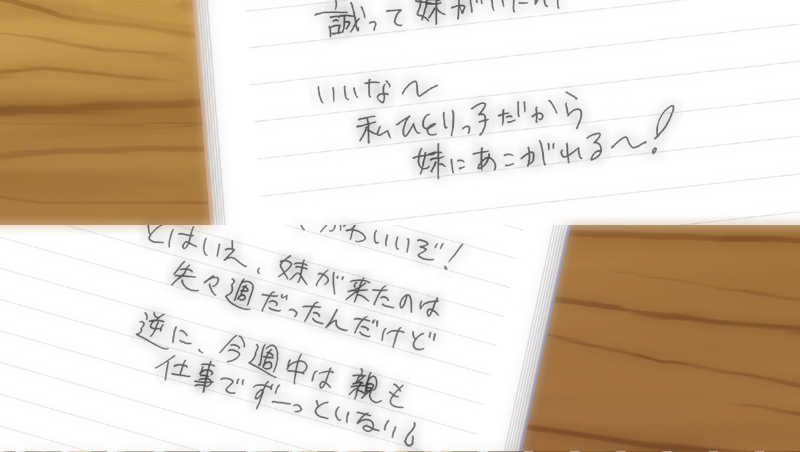 誠って妹がいたんだ
いいな～
私ひとりっ子だから
妹にあこがれる～!
かわいいぞ!
とはいえ、妹が来たのは
先々週だったんだけど
逆に、今週中は親も
仕事でずーっといない